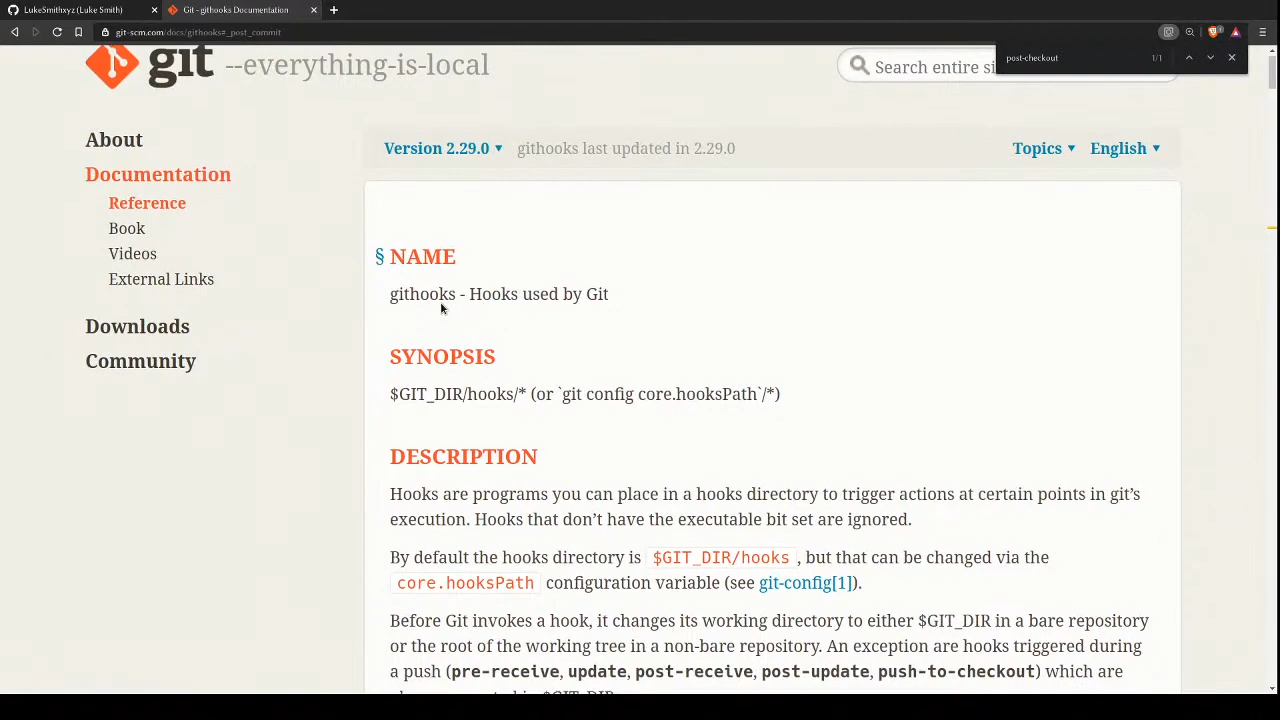 LukeSmithxyz (Luke Smith)
Git - githooks Documentation
git-scm.com/docs/githooks#_post_commit
post-checkout
1/1
git --everything-is-local
Search entire si
About
Documentation
Reference
Book
Videos
External Links
Downloads
Community
Version 2.29.0 ▼ githooks last updated in 2.29.0
Topics ▼ English ▼
§ NAME
githooks - Hooks used by Git
SYNOPSIS
$GIT_DIR/hooks/* (or `git config core.hooksPath`/*)
DESCRIPTION
Hooks are programs you can place in a hooks directory to trigger actions at certain points in git’s
execution. Hooks that don’t have the executable bit set are ignored.
By default the hooks directory is $GIT_DIR/hooks , but that can be changed via the
core.hooksPath configuration variable (see git-config[1]).
Before Git invokes a hook, it changes its working directory to either $GIT_DIR in a bare repository
or the root of the working tree in a non-bare repository. An exception are hooks triggered during
a push (pre-receive, update, post-receive, post-update, push-to-checkout) which are